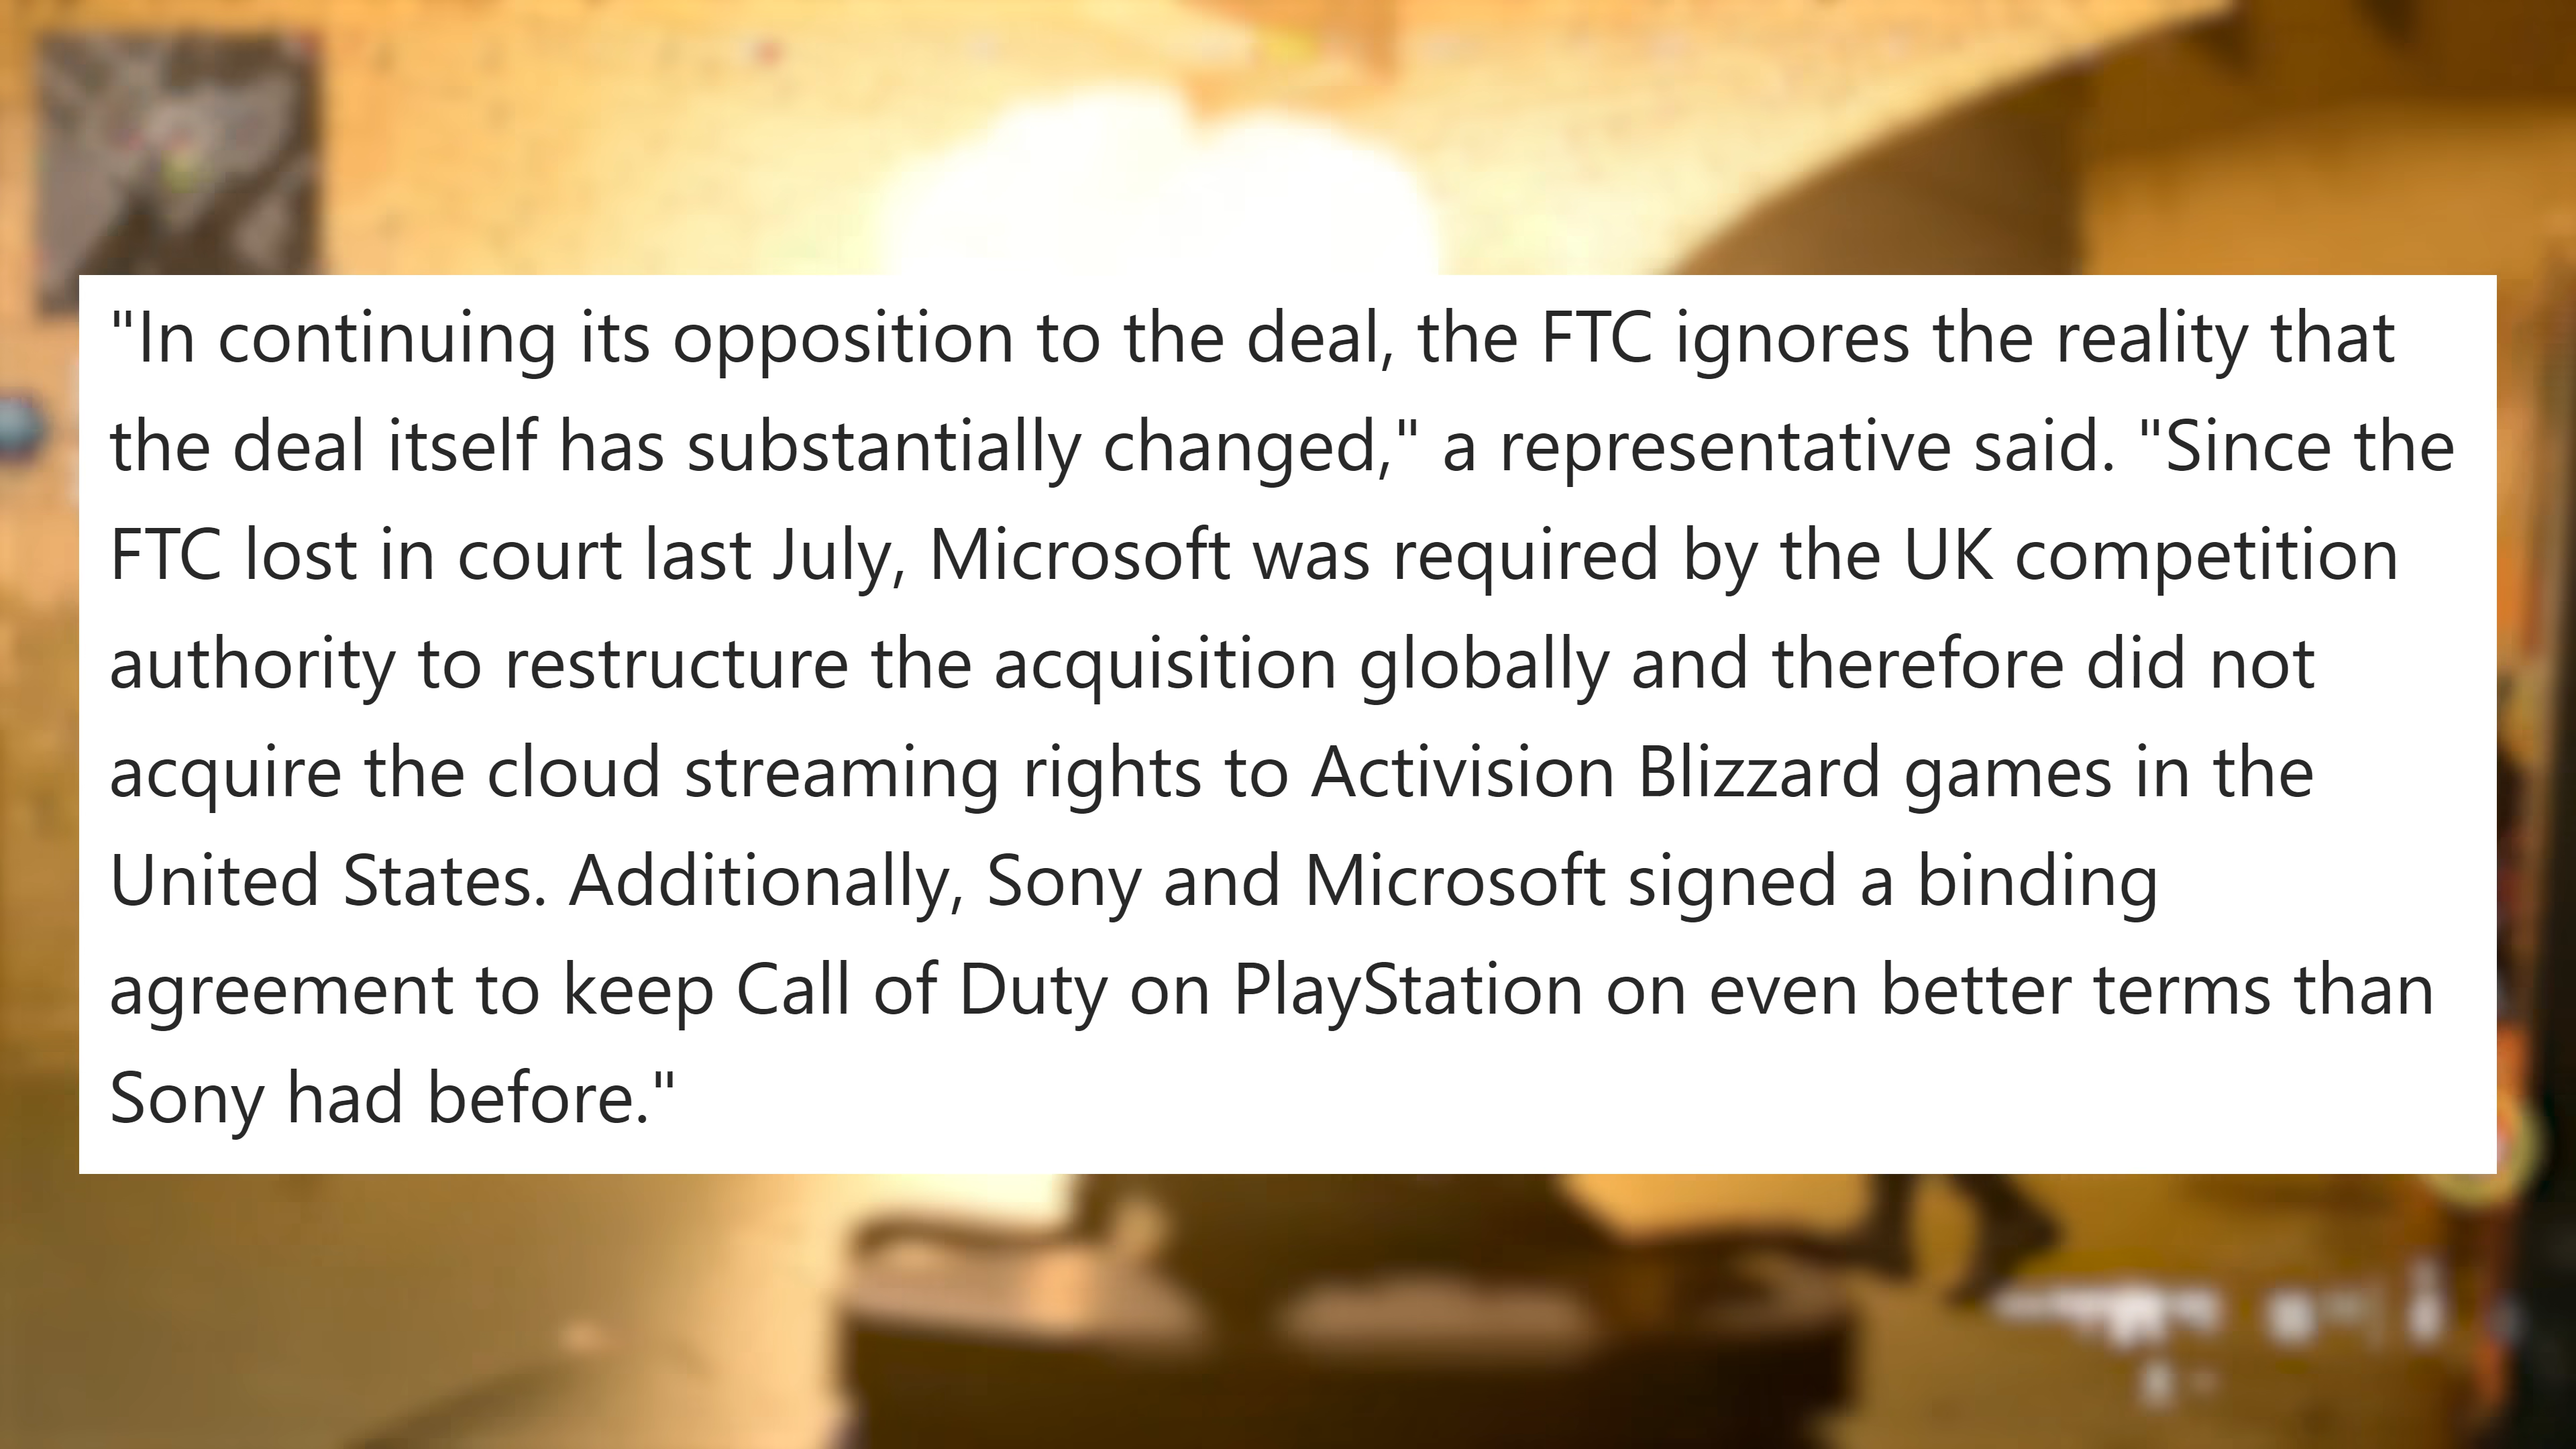 "In continuing its opposition to the deal, the FTC ignores the reality that
the deal itself has substantially changed," a representative said. "Since the
FTC lost in court last July, Microsoft was required by the UK competition
authority to restructure the acquisition globally and therefore did not
acquire the cloud streaming rights to Activision Blizzard games in the
United States. Additionally, Sony and Microsoft signed a binding
agreement to keep Call of Duty on PlayStation on even better terms than
Sony had before."